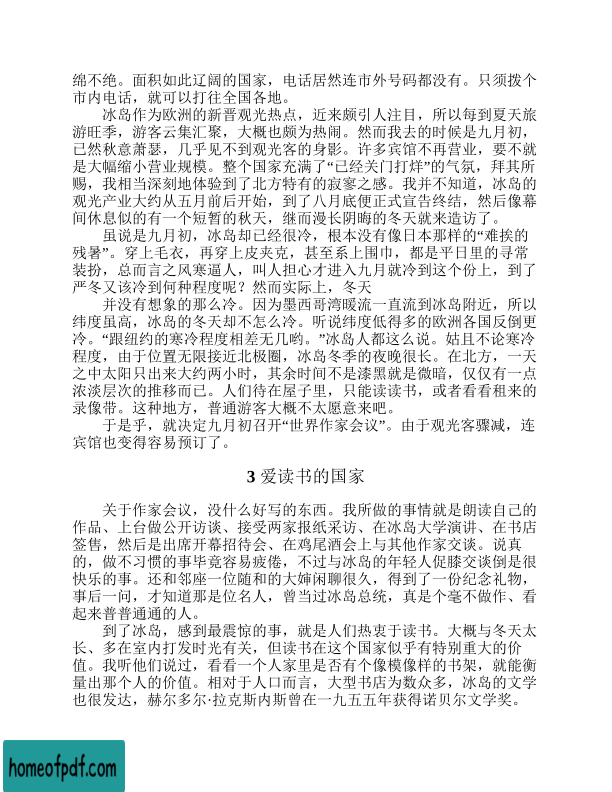 绵不绝。面积如此辽阔的国家，电话居然连市外号码都没有。只须拨个
市内电话，就可以打往全国各地。
冰岛作为欧洲的新晋观光热点，近来颇引人注目，所以每到夏天旅
游旺季，游客云集汇聚，大概也颇为热闹。然而我去的时候是九月初，
已然秋意萧瑟，几乎见不到观光客的身影。许多宾馆不再营业，要不就
是大幅缩小营业规模。整个国家充满了“已经关门打烊”的气氛，拜其所
赐，我相当深刻地体验到了北方特有的寂寥之感。我并不知道，冰岛的
观光产业大约从五月前后开始，到了八月底便正式宣告终结，然后像幕
间休息似的有一个短暂的秋天，继而漫长阴晦的冬天就来造访了。
虽说是九月初，冰岛却已经很冷，根本没有像日本那样的“难挨的
残暑”。穿上毛衣，再穿上皮夹克，甚至系上围巾，都是平日里的寻常
装扮，总而言之风寒逼人，叫人担心才进入九月就冷到这个份上，到了
严冬又该冷到何种程度呢？然而实际上，冬天
并没有想象的那么冷。因为墨西哥湾暖流一直流到冰岛附近，所以
纬度虽高，冰岛的冬天却不怎么冷。听说纬度低得多的欧洲各国反倒更
冷。“跟纽约的寒冷程度相差无几哟。”冰岛人都这么说。姑且不论寒冷
程度，由于位置无限接近北极圈，冰岛冬季的夜晚很长。在北方，一天
之中太阳只出来大约两小时，其余时间不是漆黑就是微暗，仅仅有一点
浓淡层次的推移而已。人们待在屋子里，只能读读书，或者看看租来的
录像带。这种地方，普通游客大概不太愿意来吧。
于是乎，就决定九月初召开“世界作家会议”。由于观光客骤减，连
宾馆也变得容易预订了。
3 爱读书的国家
关于作家会议，没什么好写的东西。我所做的事情就是朗读自己的
作品、上台做公开访谈、接受两家报纸采访、在冰岛大学演讲、在书店
签售，然后是出席开幕招待会、在鸡尾酒会上与其他作家交谈。说真
的，做不习惯的事毕竟容易疲倦，不过与冰岛的年轻人促膝交谈倒是很
快乐的事。还和邻座一位随和的大婶闲聊很久，得到了一份纪念礼物，
事后一问，才知道那是位名人，曾当过冰岛总统，真是个毫不做作、看
起来普普通通的人。
到了冰岛，感到最震惊的事，就是人们热衷于读书。大概与冬天太
长、多在室内打发时光有关，但读书在这个国家似乎有特别重大的价
值。我听他们说过，看看一个人家里是否有个像模像样的书架，就能衡
量出那个人的价值。相对于人口而言，大型书店为数众多，冰岛的文学
也很发达，赫尔多尔·拉克斯内斯曾在一九五五年获得诺贝尔文学奖。
homeofpdf.com